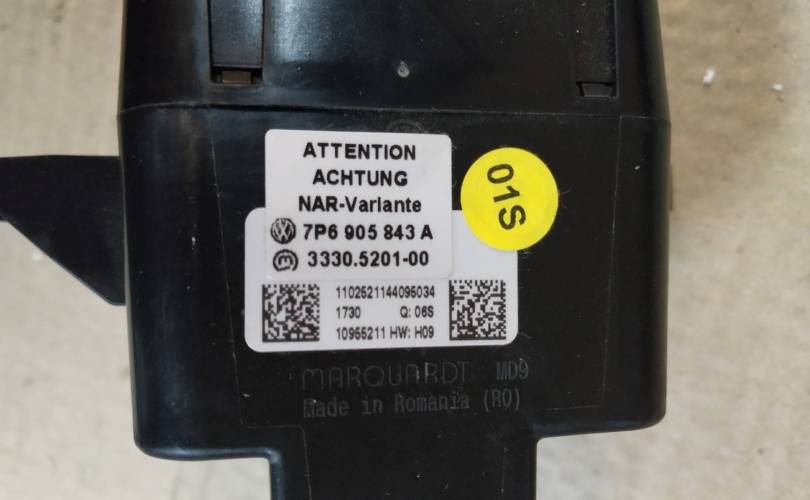 ATTENTION
ACHTUNG
NAR-Variante
7P6 905 843 A
3330.5201-00
01S
1102521144095034
1730 Q: 06S
10955211 HW: H09
MARQUARDT MD9
Made in Romania (RO)